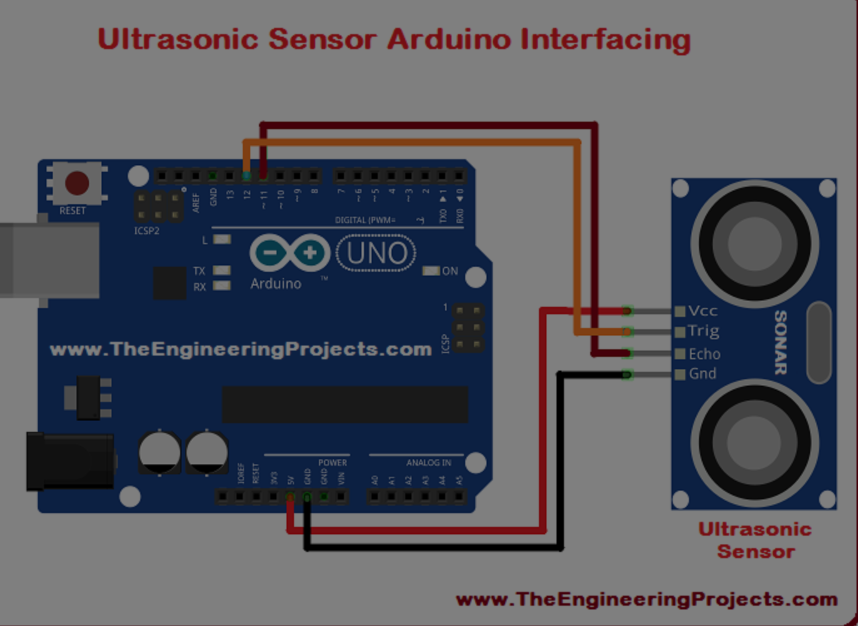 Ultrasonic Sensor Arduino Interfacing
RESET
ICSP2
AREF
GND
13
12
~11
~10
~9
8
7
~6
~5
~4
~3
2
TX0 ▶ 1
RX0 ◀ 0
DIGITAL (PWM= ~)
L
TX
RX
Arduino
™
UNO
ON
1
ICSP
www.TheEngineeringProjects.com
Vcc
Trig
Echo
Gnd
SONAR
POWER
ANALOG IN
IOREF
RESET
3V3
5V
GND
GND
VIN
A0
A1
A2
A3
A4
A5
Ultrasonic
Sensor
www.TheEngineeringProjects.com